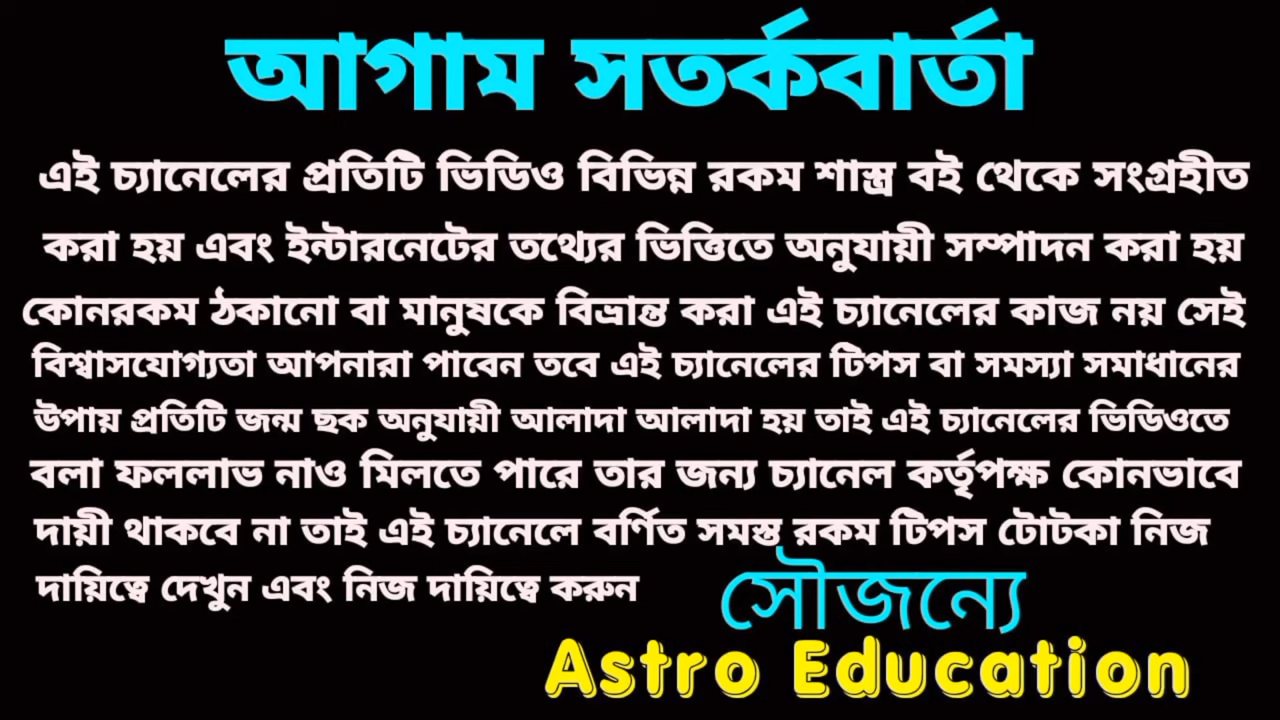 আগাম সতর্কবার্তা
এই চ্যানেলের প্রতিটি ভিডিও বিভিন্ন রকম শাস্ত্র বই থেকে সংগ্রহীত
করা হয় এবং ইন্টারনেটের তথ্যের ভিত্তিতে অনুযায়ী সম্পাদন করা হয়
কোনরকম ঠকানো বা মানুষকে বিভ্রান্ত করা এই চ্যানেলের কাজ নয় সেই
বিশ্বাসযোগ্যতা আপনারা পাবেন তবে এই চ্যানেলের টিপস বা সমস্যা সমাধানের
উপায় প্রতিটি জন্ম ছক অনুযায়ী আলাদা আলাদা হয় তাই এই চ্যানেলের ভিডিওতে
বলা ফললাভ নাও মিলতে পারে তার জন্য চ্যানেল কর্তৃপক্ষ কোনভাবে
দায়ী থাকবে না তাই এই চ্যানেলে বর্ণিত সমস্ত রকম টিপস টোটকা নিজ
দায়িত্বে দেখুন এবং নিজ দায়িত্বে করুন
সৌজন্যে
Astro Education